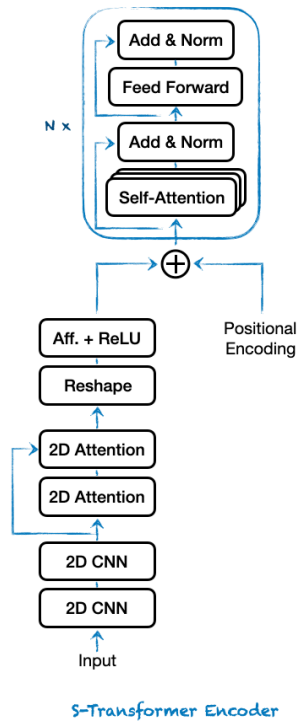 Add & Norm
Feed Forward
N x
Add & Norm
Self-Attention
Positional
Encoding
Aff. + ReLU
Reshape
2D Attention
2D Attention
2D CNN
2D CNN
Input
S-Transformer Encoder